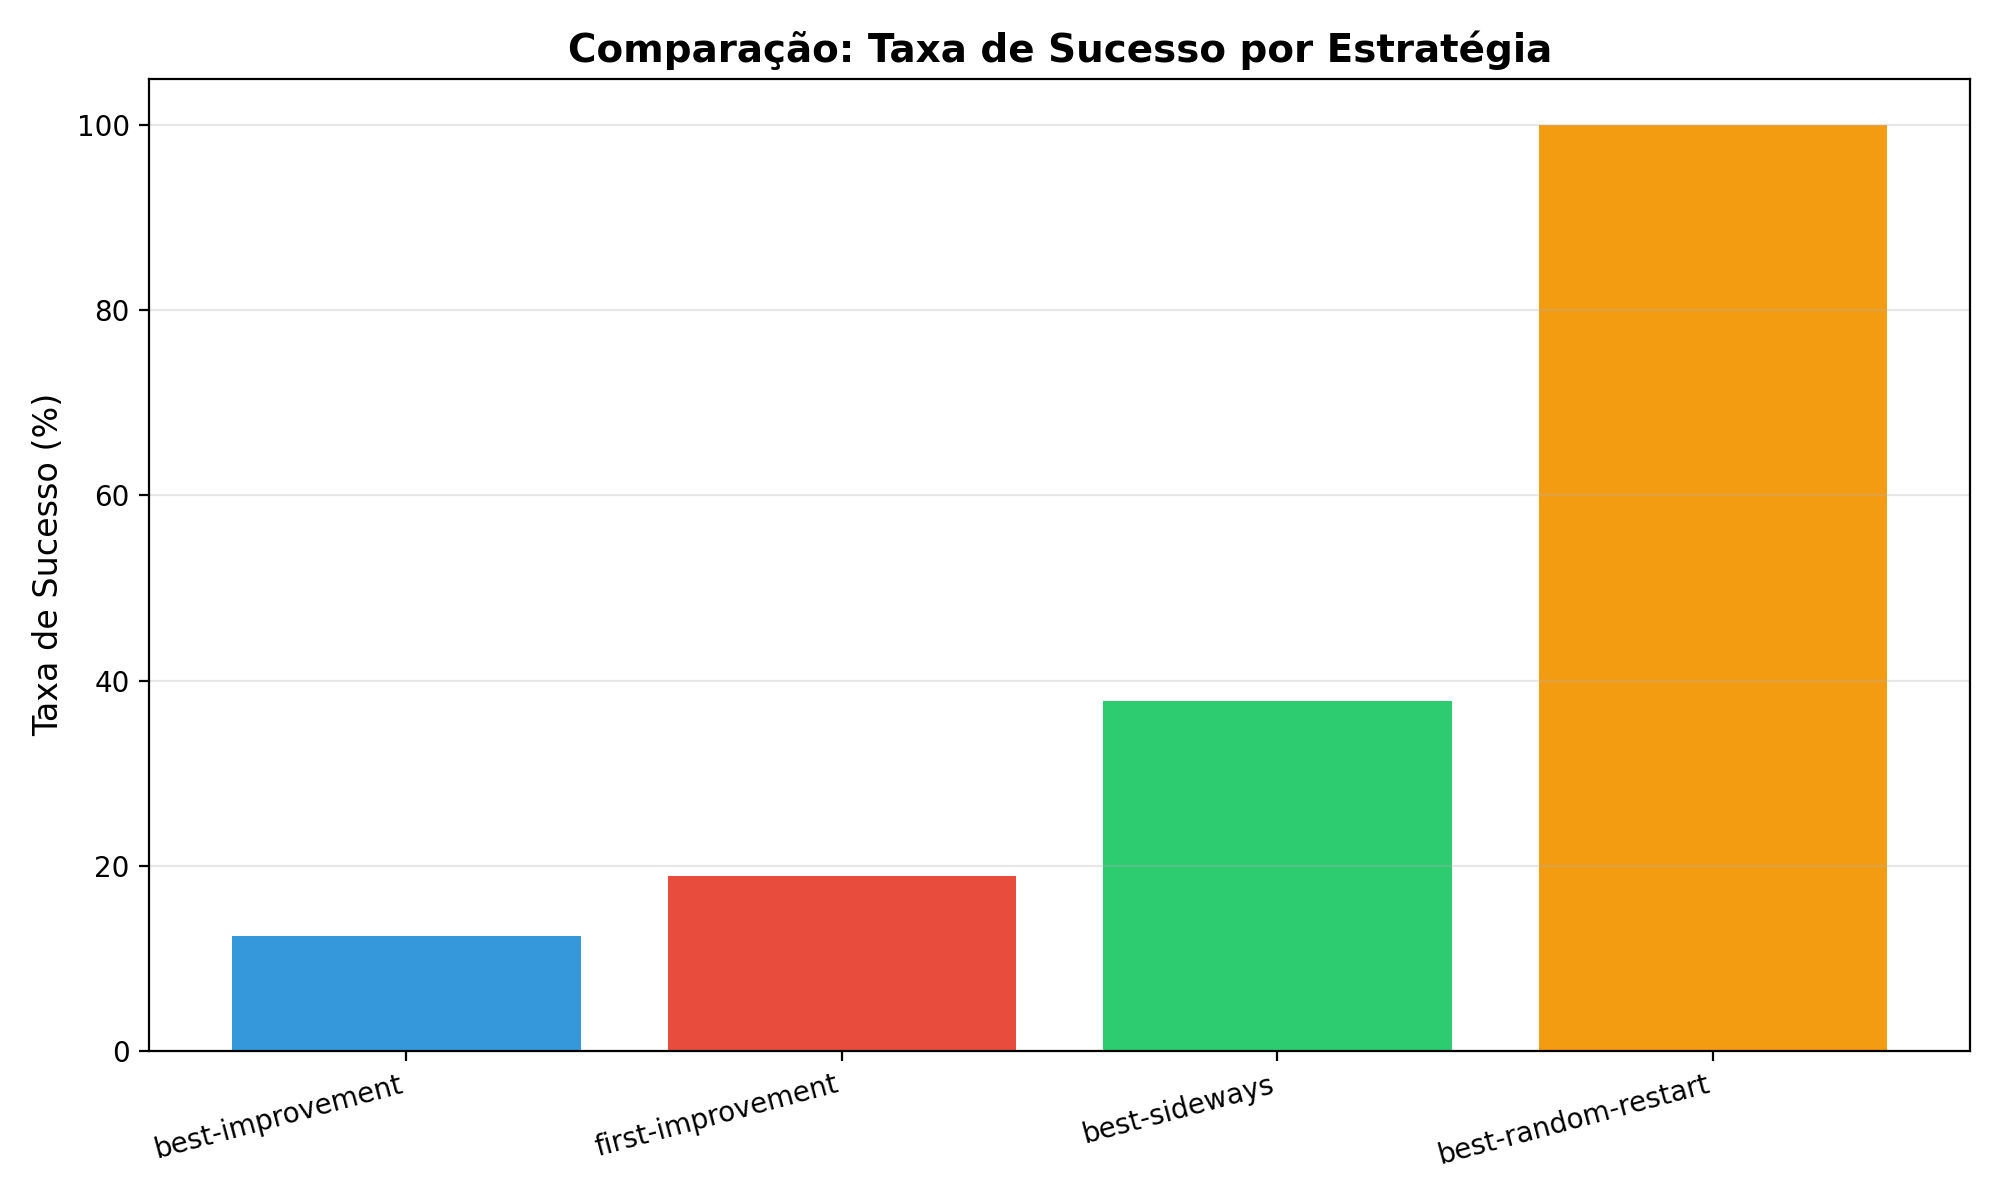 Comparação: Taxa de Sucesso por Estratégia
Taxa de Sucesso (%)
100
80
60
40
20
0
best-improvement
first-improvement
best-sideways
best-random-restart